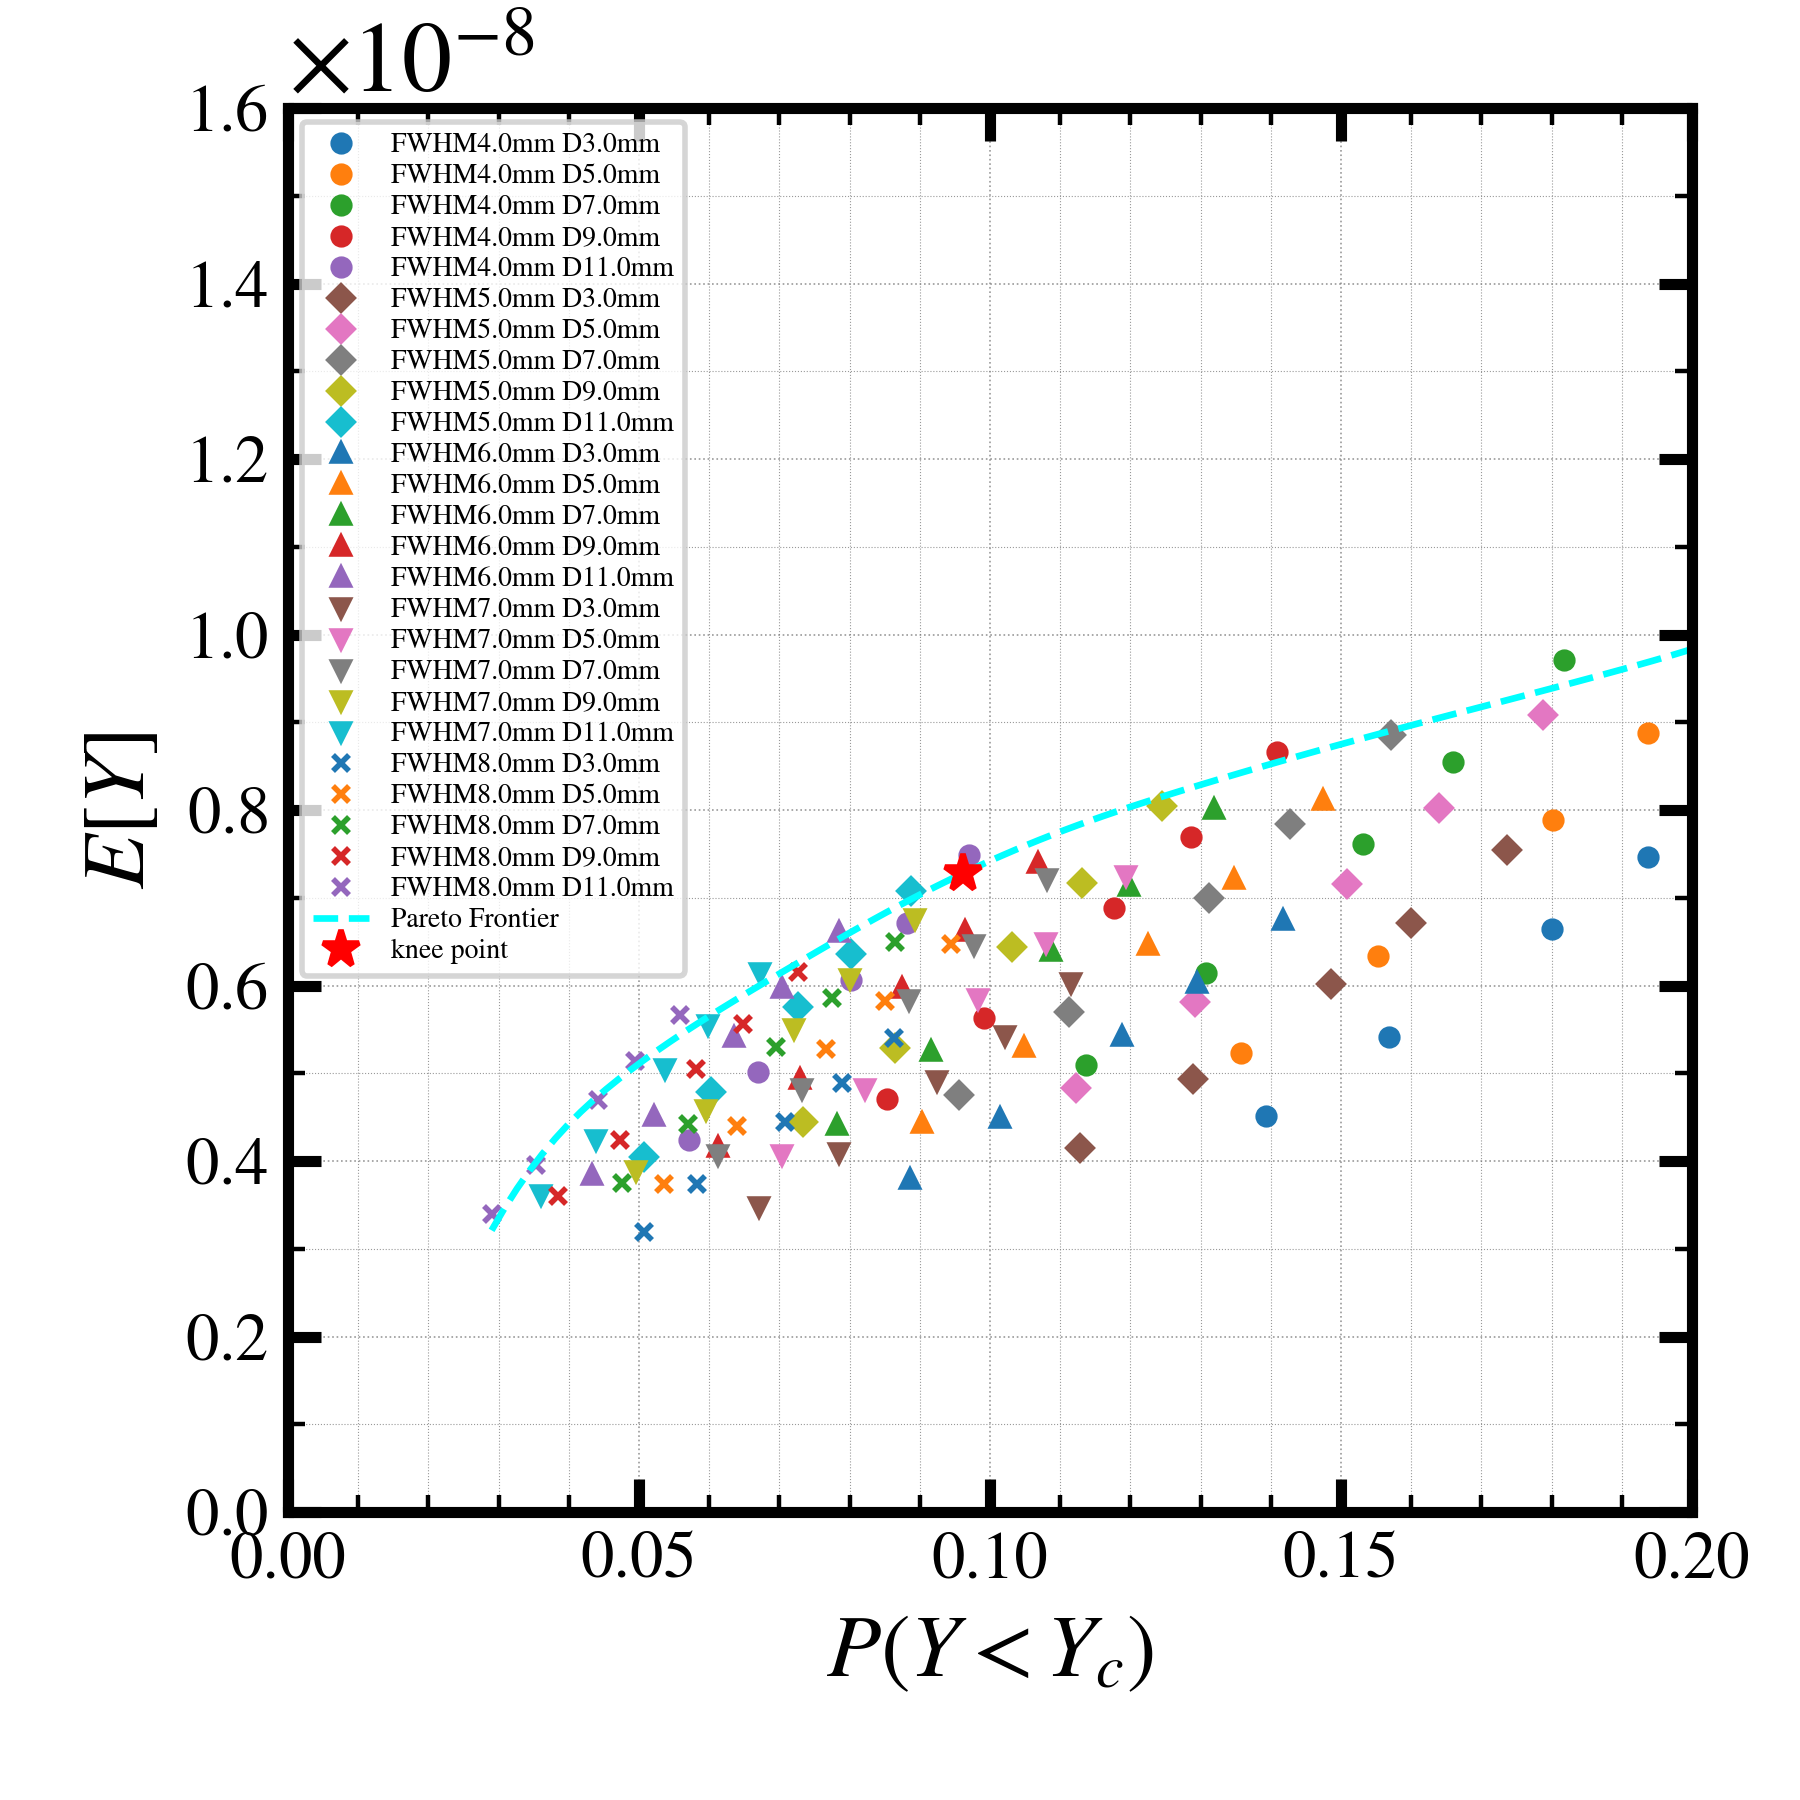 ×10⁻⁸
1.6
1.4
1.2
1.0
0.8
0.6
0.4
0.2
0.0
E[Y]
FWHM4.0mm D3.0mm
FWHM4.0mm D5.0mm
FWHM4.0mm D7.0mm
FWHM4.0mm D9.0mm
FWHM4.0mm D11.0mm
FWHM5.0mm D3.0mm
FWHM5.0mm D5.0mm
FWHM5.0mm D7.0mm
FWHM5.0mm D9.0mm
FWHM5.0mm D11.0mm
FWHM6.0mm D3.0mm
FWHM6.0mm D5.0mm
FWHM6.0mm D7.0mm
FWHM6.0mm D9.0mm
FWHM6.0mm D11.0mm
FWHM7.0mm D3.0mm
FWHM7.0mm D5.0mm
FWHM7.0mm D7.0mm
FWHM7.0mm D9.0mm
FWHM7.0mm D11.0mm
FWHM8.0mm D3.0mm
FWHM8.0mm D5.0mm
FWHM8.0mm D7.0mm
FWHM8.0mm D9.0mm
FWHM8.0mm D11.0mm
Pareto Frontier
knee point
0.00 0.05 0.10 0.15 0.20
P(Y < Y_c)